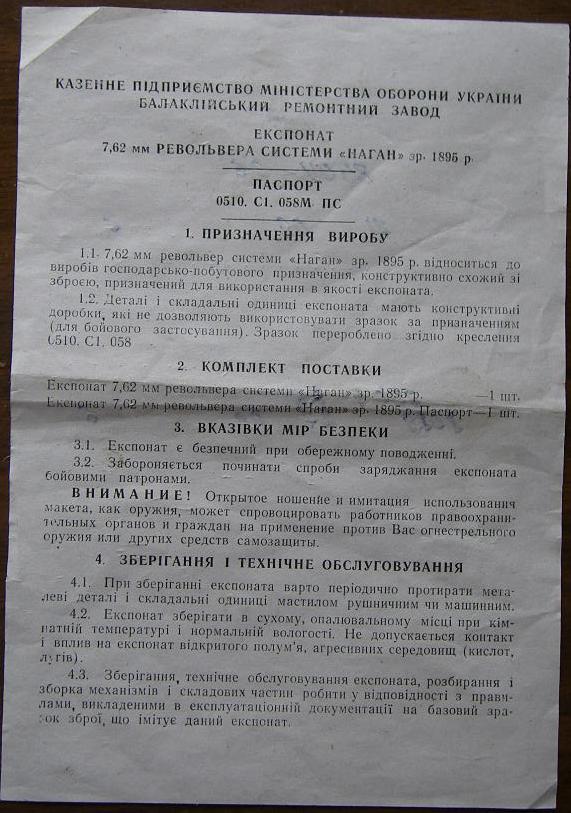 КАЗЕННЕ ПІДПРИЄМСТВО МІНІСТЕРСТВА ОБОРОНИ УКРАЇНИ
БАЛАКЛІЙСЬКИЙ РЕМОНТНИЙ ЗАВОД
ЕКСПОНАТ
7,62 мм РЕВОЛЬВЕРА СИСТЕМИ «НАГАН» зр. 1895 р.
ПАСПОРТ
0510. С1. 058М ПС
1. ПРИЗНАЧЕННЯ ВИРОБУ
1.1. 7,62 мм револьвер системи «Наган» зр. 1895 р. відноситься до
виробів господарсько-побутового призначення, конструктивно схожий зі
зброєю, призначений для використання в якості експоната.
1.2. Деталі і складальні одиниці експоната мають конструктивні
доробки, які не дозволяють використовувати зразок за призначенням
(для бойового застосування). Зразок перероблено згідно кресления
0510. С1. 058
2. КОМПЛЕКТ ПОСТАВКИ
Експонат 7,62 мм револьвера системи «Наган» зр. 1895 р. —1 шт.
Експонат 7,62 мм револьвера системи «Наган» зр. 1895 р. Паспорт—1 шт.
3. ВКАЗІВКИ МІР БЕЗПЕКИ
3.1. Експонат є безпечний при обережному поводженні.
3.2. Забороняється починати спроби заряджання експоната
бойовими патронами.
ВНИМАНИЕ! Открытое ношение и имитация использованич
макета, как оружия, может спровоцировать работников правоохрани-
тельных органов и граждан на применение против Вас огнестрельного
оружия или других средств самозащиты.
4. ЗБЕРІГАННЯ І ТЕХНІЧНЕ ОБСЛУГОВУВАННЯ
4.1. При зберіганні експоната варто періодично протирати мета-
леві деталі і складальні одиниці мастилом рушничним чи машинним.
4.2. Експонат зберігати в сухому, опалювальному місці при кім-
натній температурі і нормальній вологості. Не допускається контакт
і вплив на експонат відкритого полум'я, агресивних середовищ (кислот,
лугів).
4.3. Зберігання, технічне обслуговування експоната, розбирання і
зборка механізмів і складових частин робити у відповідності з прави-
лами, викладеними в експлуатаційній документації на базовий зра-
зок зброї, що імітує даний експонат.